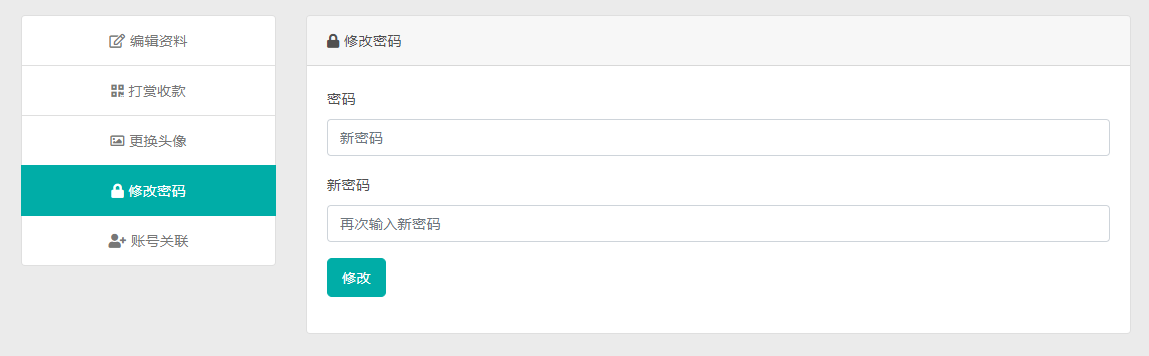 编辑资料
打赏收款
更换头像
修改密码
账号关联
修改密码
密码
新密码
新密码
再次输入新密码
修改